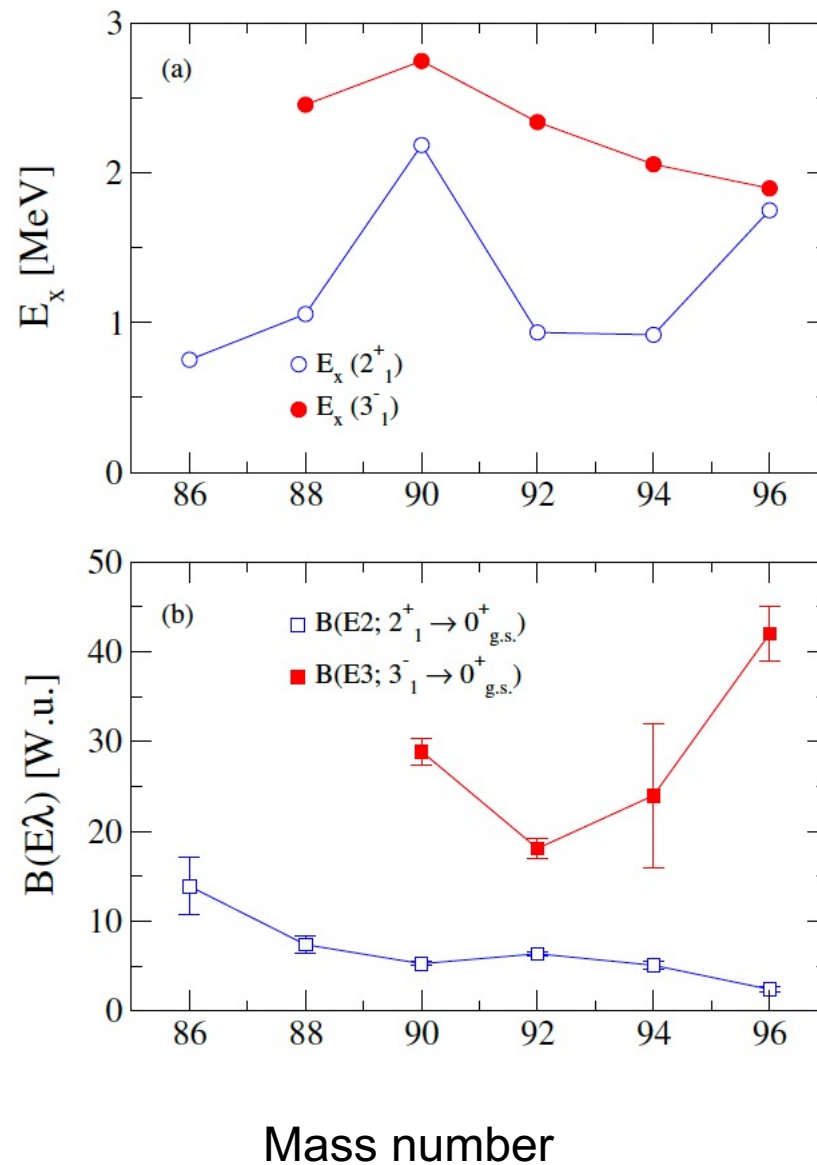 3
(a)
2
E_x [MeV]
1
E_x (2^+_1)
E_x (3^-_1)
0
86 88 90 92 94 96
50
(b)
B(E2; 2^+_1 → 0^+_g.s.)
40
B(E3; 3^-_1 → 0^+_g.s.)
30
B(Eλ) [W.u.]
20
10
0
86 88 90 92 94 96
Mass number